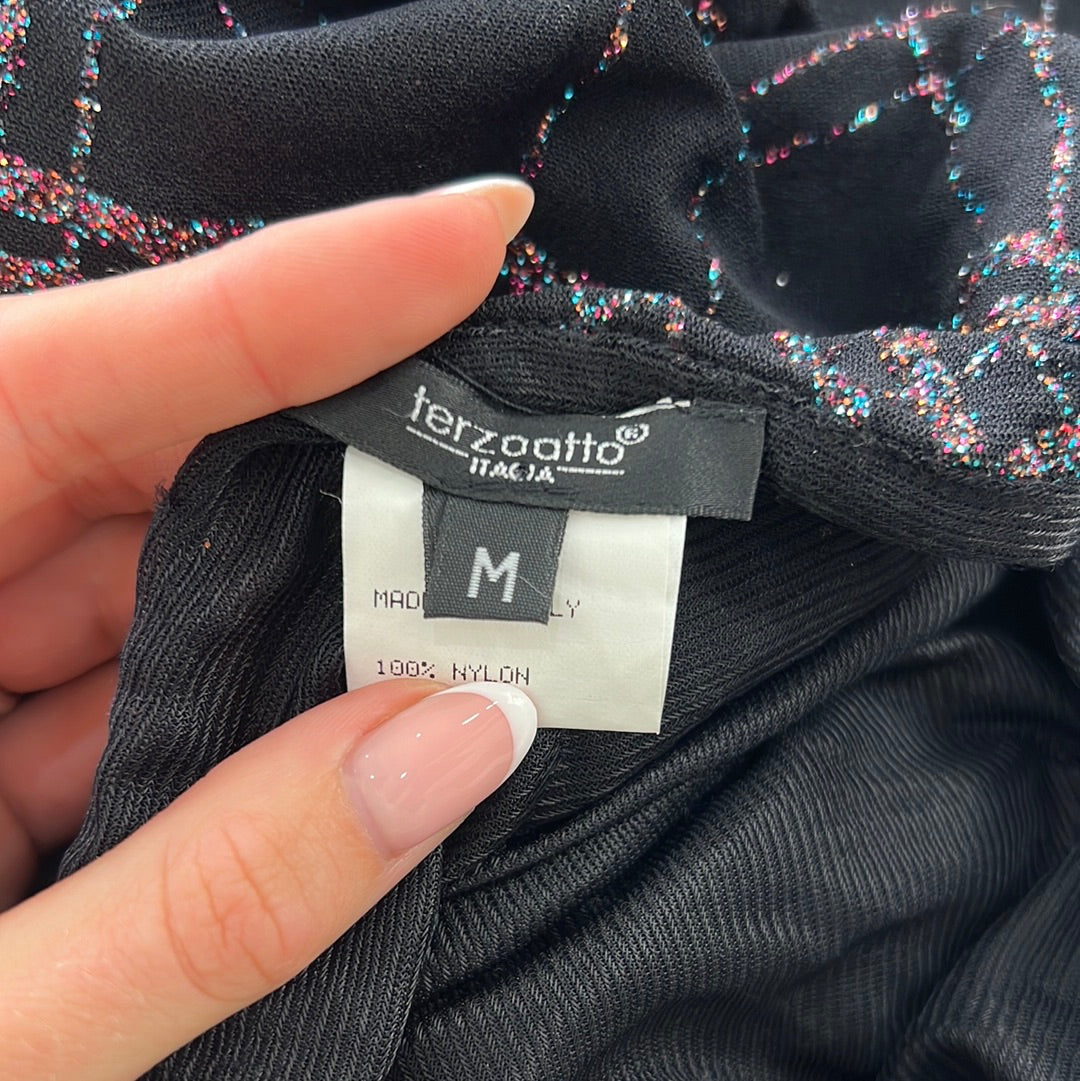 terzoatto®
ITALIA
M
MAD LY
100% NYLON